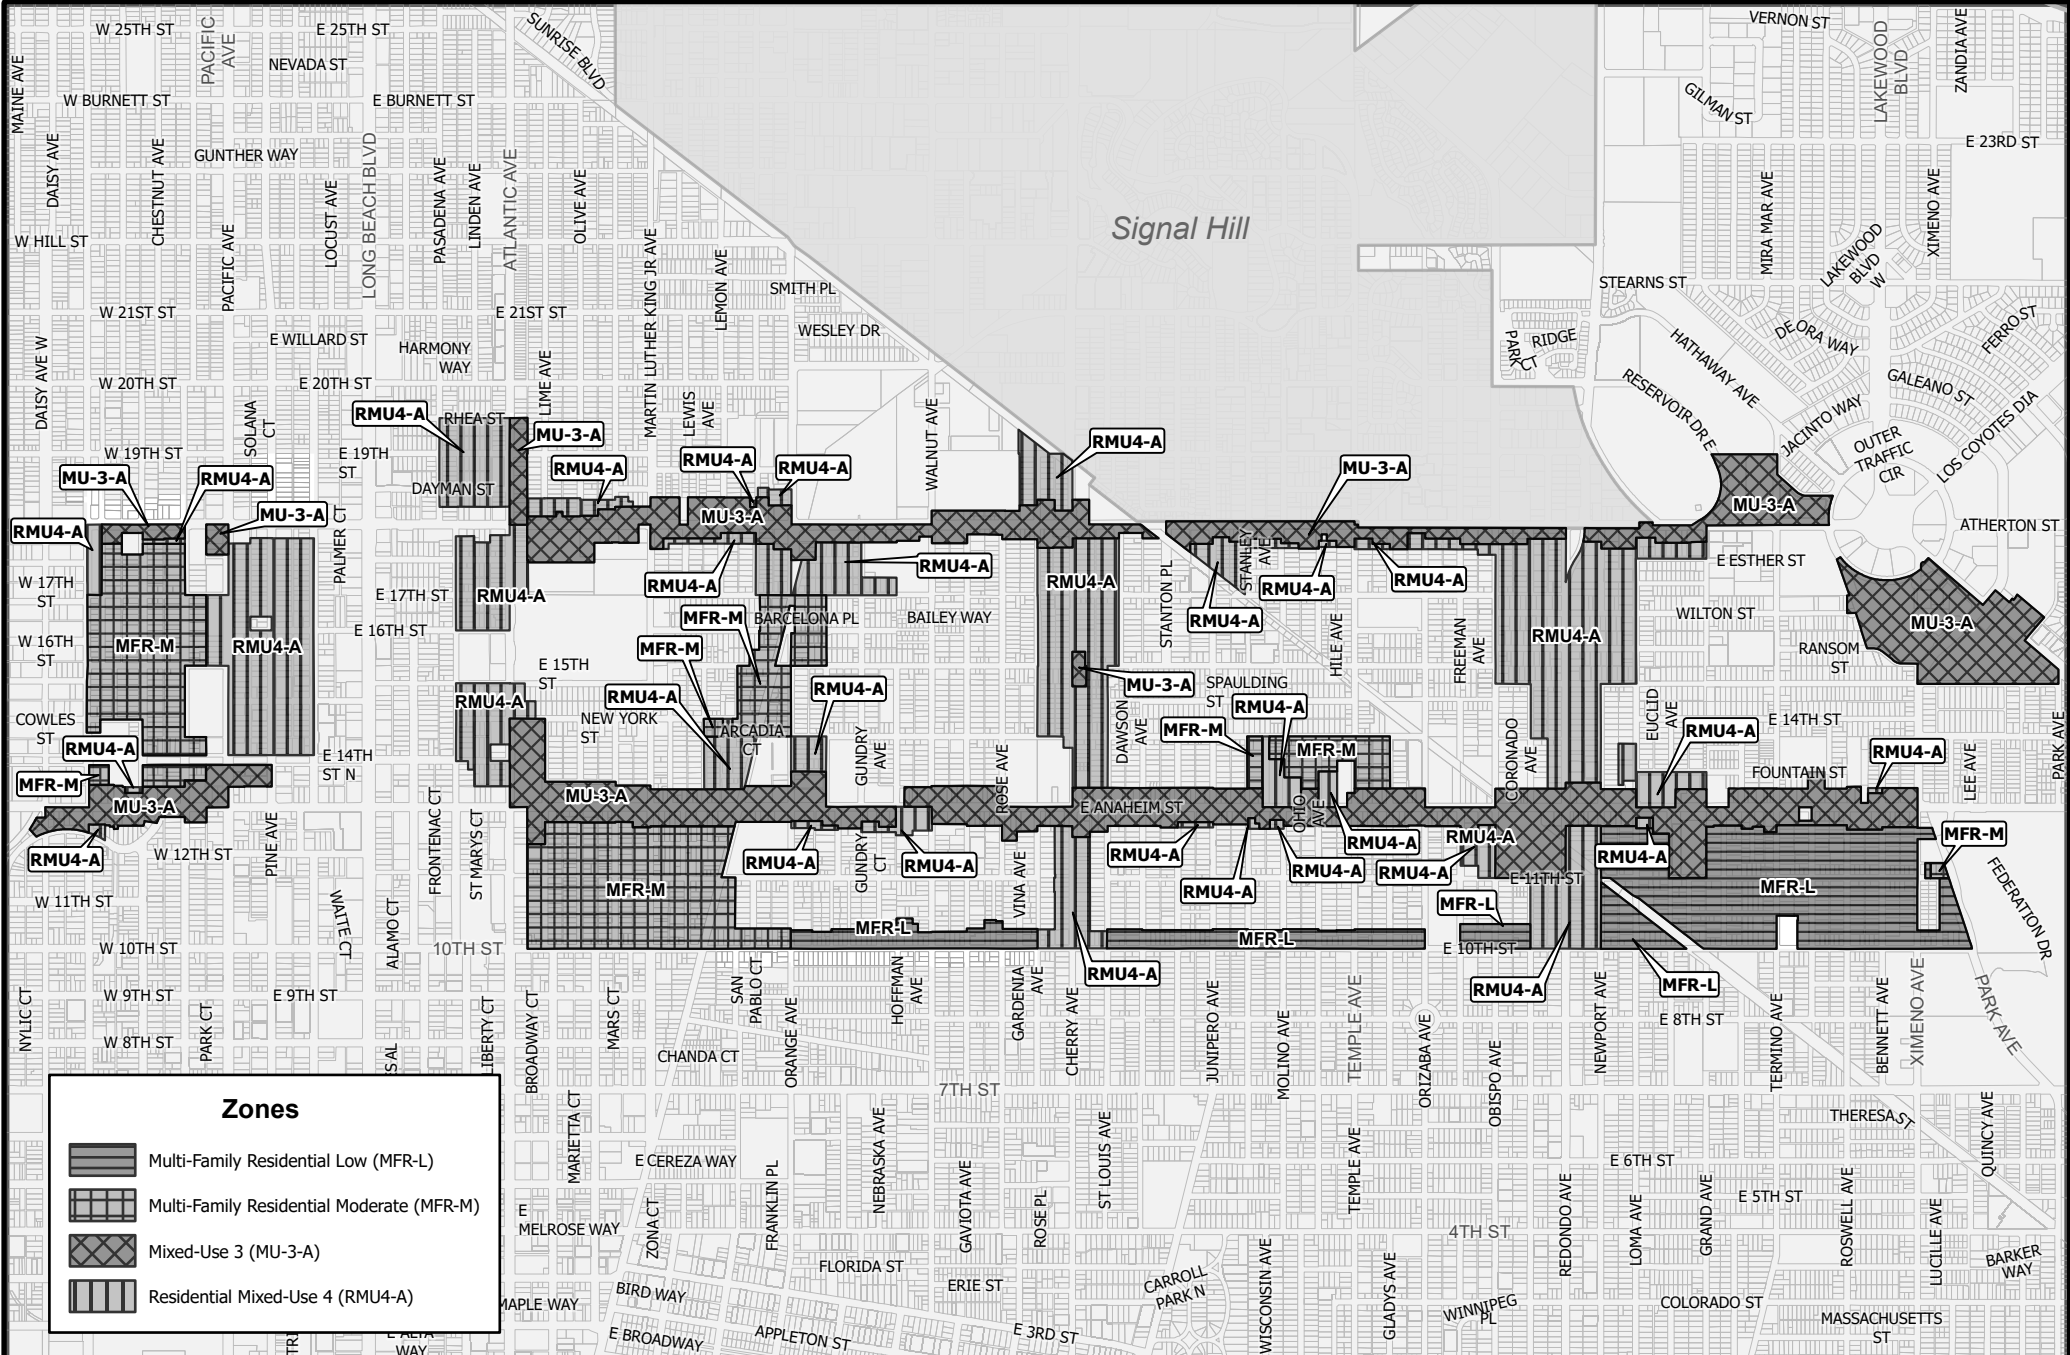 W 25TH ST
PACIFIC
AVE
E 25TH ST
SUNRISE BLVD
VERNON ST
LAKEWOOD
BLVD
ZANDIA AVE
MAINE AVE
NEVADA ST
W BURNETT ST
E BURNETT ST
GILMAN ST
E 23RD ST
DAISY AVE
CHESTNUT AVE
GUNTHER WAY
LOCUST AVE
LONG BEACH BLVD
PASADENA AVE
LINDEN AVE
ATLANTIC AVE
OLIVE AVE
MIRA MAR AVE
XIMENO AVE
Signal Hill
W HILL ST
PACIFIC AVE
MARTIN LUTHER KING JR AVE
LEMON AVE
LAKEWOOD
BLVD
W
STEARNS ST
SMITH PL
W 21ST ST
E 21ST ST
WESLEY DR
E WILLARD ST
HARMONY
WAY
PARK
CT
RIDGE
HATHAWAY AVE
DE ORA WAY
FERRO ST
DAISY AVE W
W 20TH ST
E 20TH ST
LIME AVE
LEWIS
AVE
WALNUT AVE
RESERVOIR DR E
GALEANO ST
SOLANA
CT
RMU4-A
RHEA ST
MU-3-A
JACINTO WAY
OUTER
TRAFFIC
CIR
LOS COYOTES DIA
W 19TH ST
E 19TH
ST
RMU4-A
RMU4-A
RMU4-A
RMU4-A
MU-3-A
MU-3-A
RMU4-A
DAYMAN ST
MU-3-A
MU-3-A
MU-3-A
RMU4-A
PALMER CT
ATHERTON ST
STANLEY
AVE
E ESTHER ST
W 17TH
ST
E 17TH ST
RMU4-A
RMU4-A
RMU4-A
RMU4-A
RMU4-A
RMU4-A
STANTON PL
MFR-M
BARCELONA PL
BAILEY WAY
RMU4-A
WILTON ST
MU-3-A
E 16TH ST
W 16TH
ST
MFR-M
RMU4-A
MFR-M
HILE AVE
FREEMAN
AVE
RMU4-A
RANSOM
ST
E 15TH
ST
RMU4-A
RMU4-A
RMU4-A
MU-3-A
SPAULDING
ST
RMU4-A
COWLES
ST
NEW YORK
ST
ARCADIA
CT
GUNDRY
AVE
DAWSON
AVE
MFR-M
MFR-M
CORONADO
AVE
EUCLID
AVE
RMU4-A
E 14TH ST
PARK AVE
RMU4-A
E 14TH
ST N
ROSE AVE
FOUNTAIN ST
RMU4-A
LEE AVE
MFR-M
MU-3-A
MU-3-A
E ANAHEIM ST
OHIO
AVE
FRONTENAC CT
ST MARYS CT
PINE AVE
RMU4-A
W 12TH ST
RMU4-A
GUNDRY
CT
RMU4-A
RMU4-A
RMU4-A
RMU4-A
RMU4-A
MFR-M
RMU4-A
RMU4-A
RMU4-A
MFR-M
VINA AVE
E 11TH ST
MFR-L
FEDERATION DR
W 11TH ST
WAITE CT
ALAMO CT
MFR-L
MFR-L
MFR-L
W 10TH ST
10TH ST
E 10TH ST
RMU4-A
RMU4-A
MFR-L
NYLIC CT
W 9TH ST
PARK CT
E 9TH ST
LIBERTY CT
BROADWAY CT
MARS CT
SAN
PABLO CT
ORANGE AVE
HOFFMAN
AVE
GARDENIA
AVE
CHERRY AVE
JUNIPERO AVE
MOLINO AVE
TEMPLE AVE
ORIZABA AVE
OBISPO AVE
NEWPORT AVE
E 8TH ST
TERMINO AVE
BENNETT AVE
XIMENO AVE
PARK AVE
W 8TH ST
CHANDA CT
7TH ST
MARIETTA CT
NEBRASKA AVE
ST LOUIS AVE
TEMPLE AVE
THERESA ST
QUINCY AVE
Zones
Multi-Family Residential Low (MFR-L)
Multi-Family Residential Moderate (MFR-M)
Mixed-Use 3 (MU-3-A)
Residential Mixed-Use 4 (RMU4-A)
E CEREZA WAY
E 6TH ST
E
MELROSE WAY
ZONA CT
FRANKLIN PL
GAVIOTA AVE
ROSE PL
4TH ST
REDONDO AVE
LOMA AVE
GRAND AVE
E 5TH ST
ROSWELL AVE
LUCILLE AVE
BARKER
WAY
FLORIDA ST
ERIE ST
CARROLL
PARK N
WISCONSIN AVE
GLADYS AVE
WINNIPEG
PL
COLORADO ST
MASSACHUSETTS
ST
MAPLE WAY
BIRD WAY
E BROADWAY
APPLETON ST
E 3RD ST
WAY